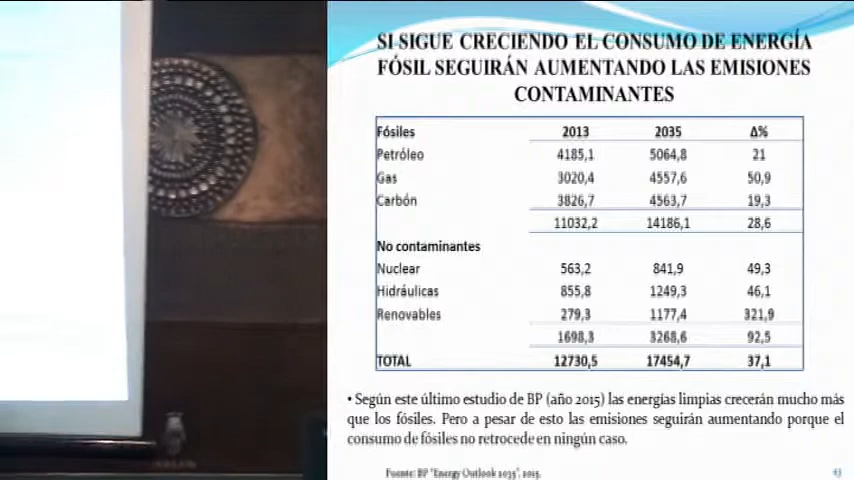 SI SIGUE CRECIENDO EL CONSUMO DE ENERGÍA
FÓSIL SEGUIRÁN AUMENTANDO LAS EMISIONES
CONTAMINANTES
Fósiles 2013 2035 Δ%
Petróleo 4185,1 5064,8 21
Gas 3020,4 4557,6 50,9
Carbón 3826,7 4563,7 19,3
11032,2 14186,1 28,6
No contaminantes
Nuclear 563,2 841,9 49,3
Hidráulicas 855,8 1249,3 46,1
Renovables 279,3 1177,4 321,9
1698,3 3268,6 92,5
TOTAL 12730,5 17454,7 37,1
• Según este último estudio de BP (año 2015) las energías limpias crecerán mucho más
que los fósiles. Pero a pesar de esto las emisiones seguirán aumentando porque el
consumo de fósiles no retrocede en ningún caso.
Fuente: BP "Energy Outlook 2035", 2015.
43